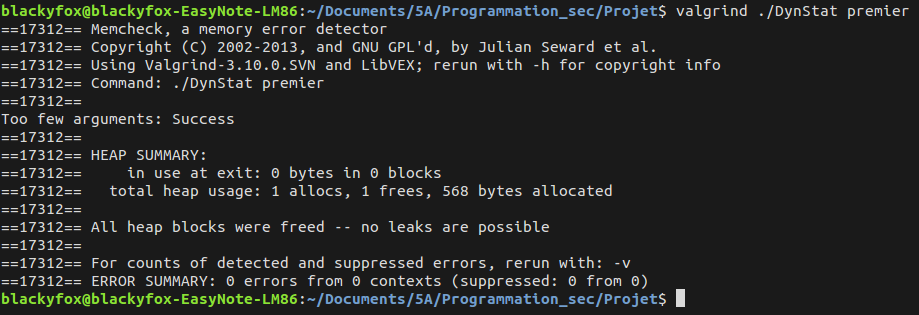 blackyfox@blackyfox-EasyNote-LM86:~/Documents/5A/Programmation_sec/Projet$ valgrind ./DynStat premier
==17312== Memcheck, a memory error detector
==17312== Copyright (C) 2002-2013, and GNU GPL'd, by Julian Seward et al.
==17312== Using Valgrind-3.10.0.SVN and LibVEX; rerun with -h for copyright info
==17312== Command: ./DynStat premier
==17312==
Too few arguments: Success
==17312==
==17312== HEAP SUMMARY:
==17312==     in use at exit: 0 bytes in 0 blocks
==17312==   total heap usage: 1 allocs, 1 frees, 568 bytes allocated
==17312==
==17312== All heap blocks were freed -- no leaks are possible
==17312==
==17312== For counts of detected and suppressed errors, rerun with: -v
==17312== ERROR SUMMARY: 0 errors from 0 contexts (suppressed: 0 from 0)
blackyfox@blackyfox-EasyNote-LM86:~/Documents/5A/Programmation_sec/Projet$